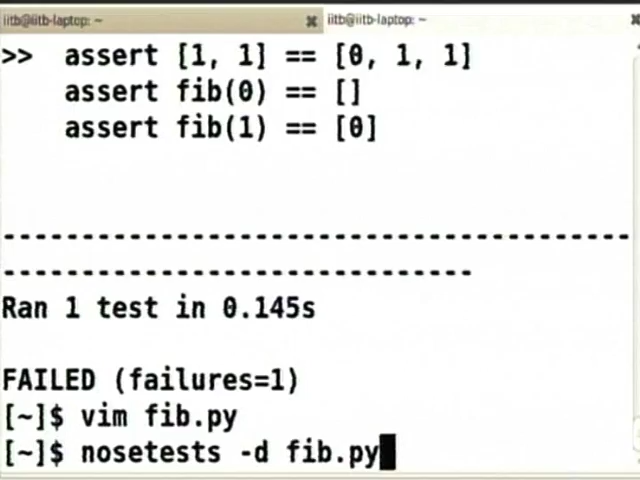 iitb@iitb-laptop: ~ ✖ iitb@iitb-laptop: ~ ✖
>>  assert [1, 1] == [0, 1, 1]
    assert fib(0) == []
    assert fib(1) == [0]
----------------------------------------
------------------------------
Ran 1 test in 0.145s
FAILED (failures=1)
[~]$ vim fib.py
[~]$ nosetests -d fib.py